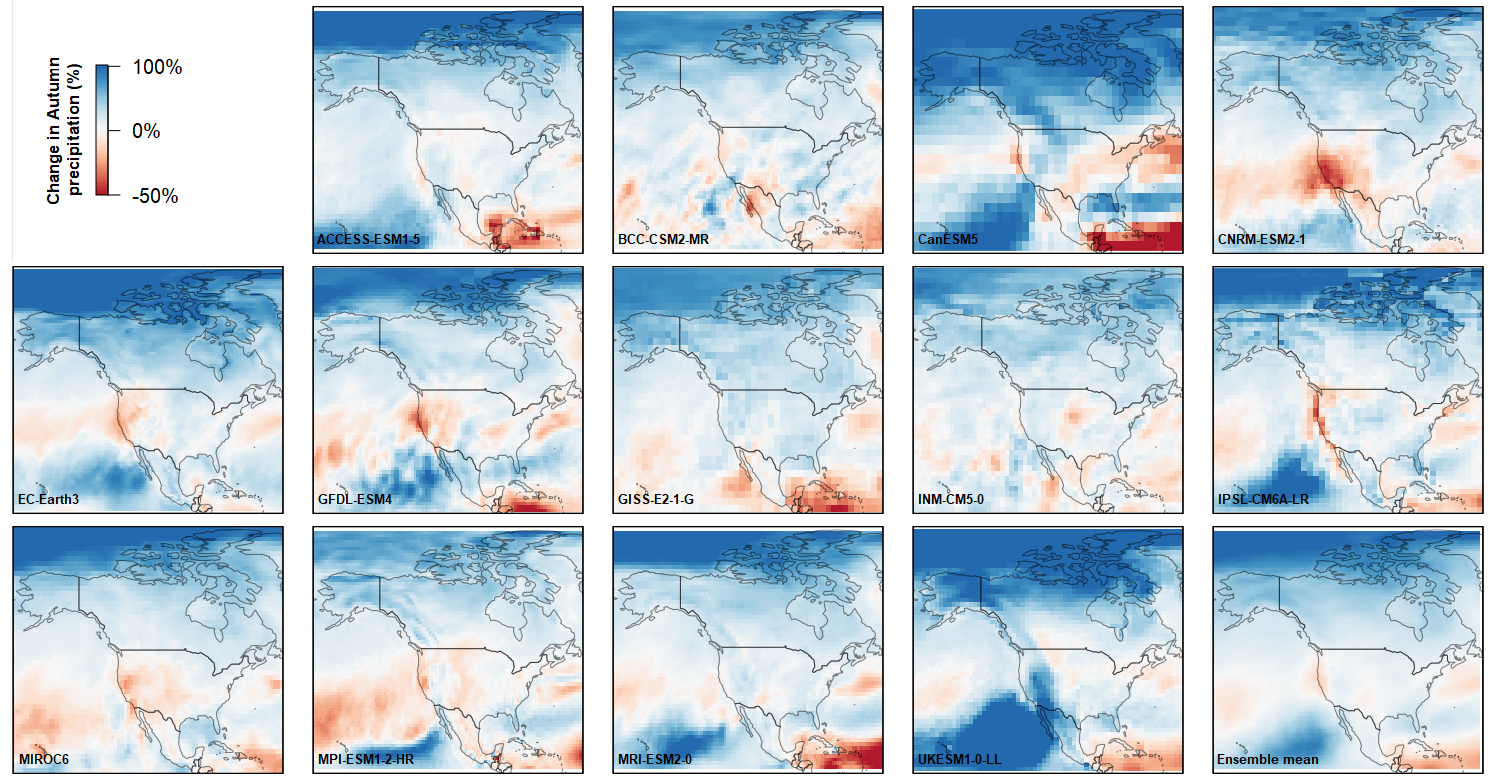 Change in Autumn
precipitation (%)
100%
0%
-50%
ACCESS-ESM1-5
BCC-CSM2-MR
CanESM5
CNRM-ESM2-1
EC-Earth3
GFDL-ESM4
GISS-E2-1-G
INM-CM5-0
IPSL-CM6A-LR
MIROC6
MPI-ESM1-2-HR
MRI-ESM2-0
UKESM1-0-LL
Ensemble mean